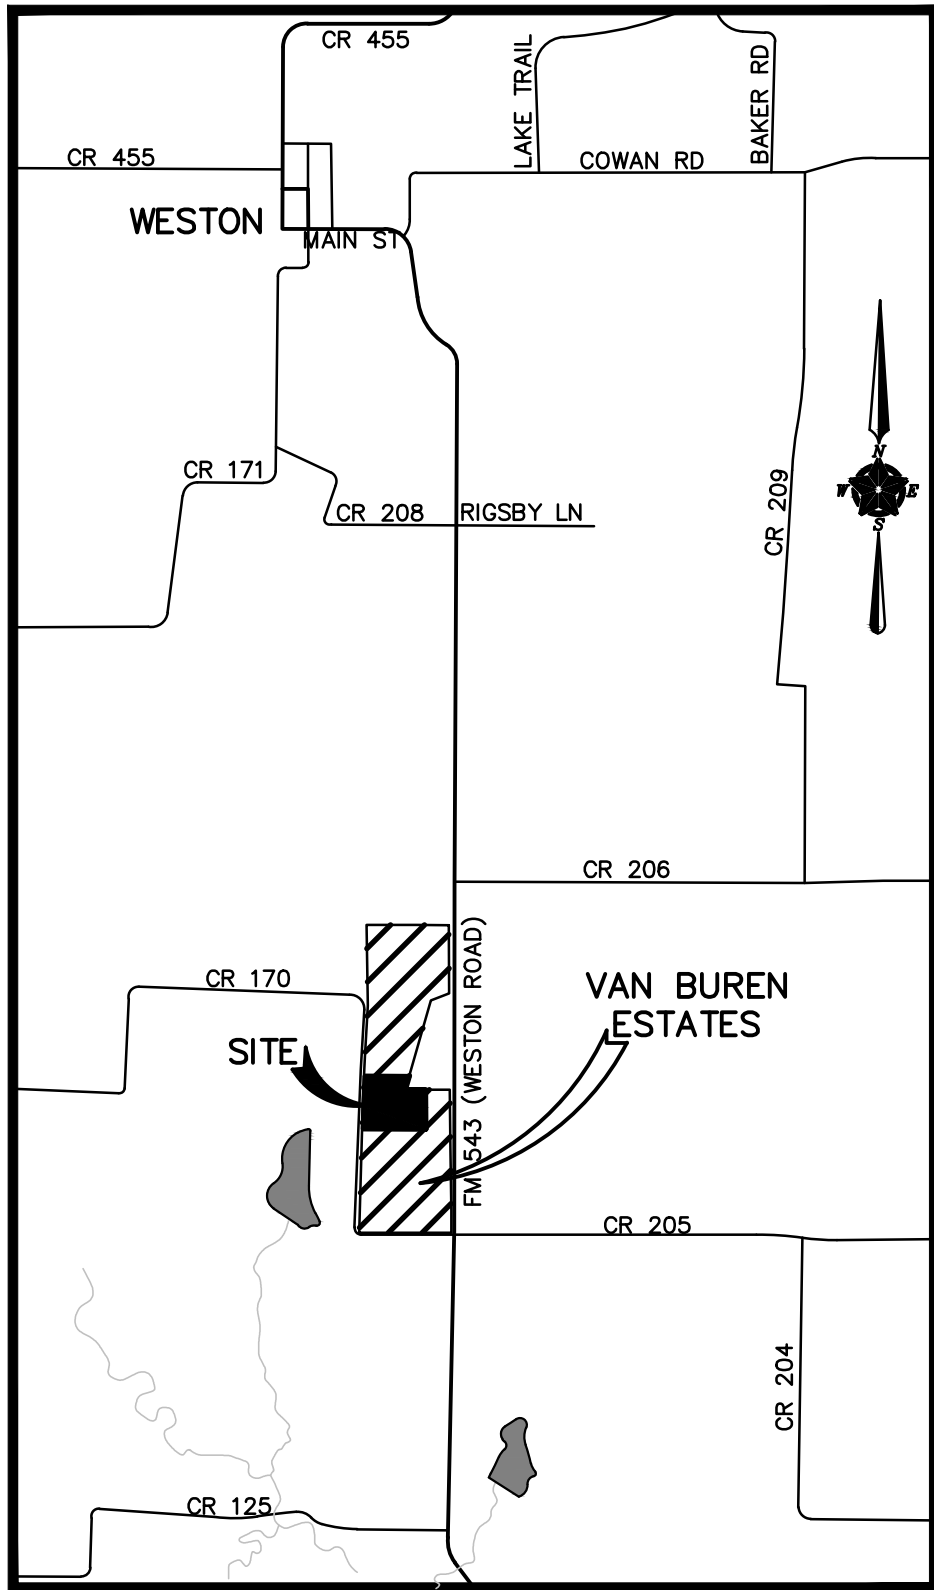 CR 455
LAKE TRAIL
BAKER RD
CR 455
COWAN RD
WESTON
MAIN ST
N
W E
S
CR 171
CR 209
CR 208
RIGSBY LN
CR 206
FM 543 (WESTON ROAD)
CR 170
VAN BUREN
ESTATES
SITE
CR 205
CR 204
CR 125